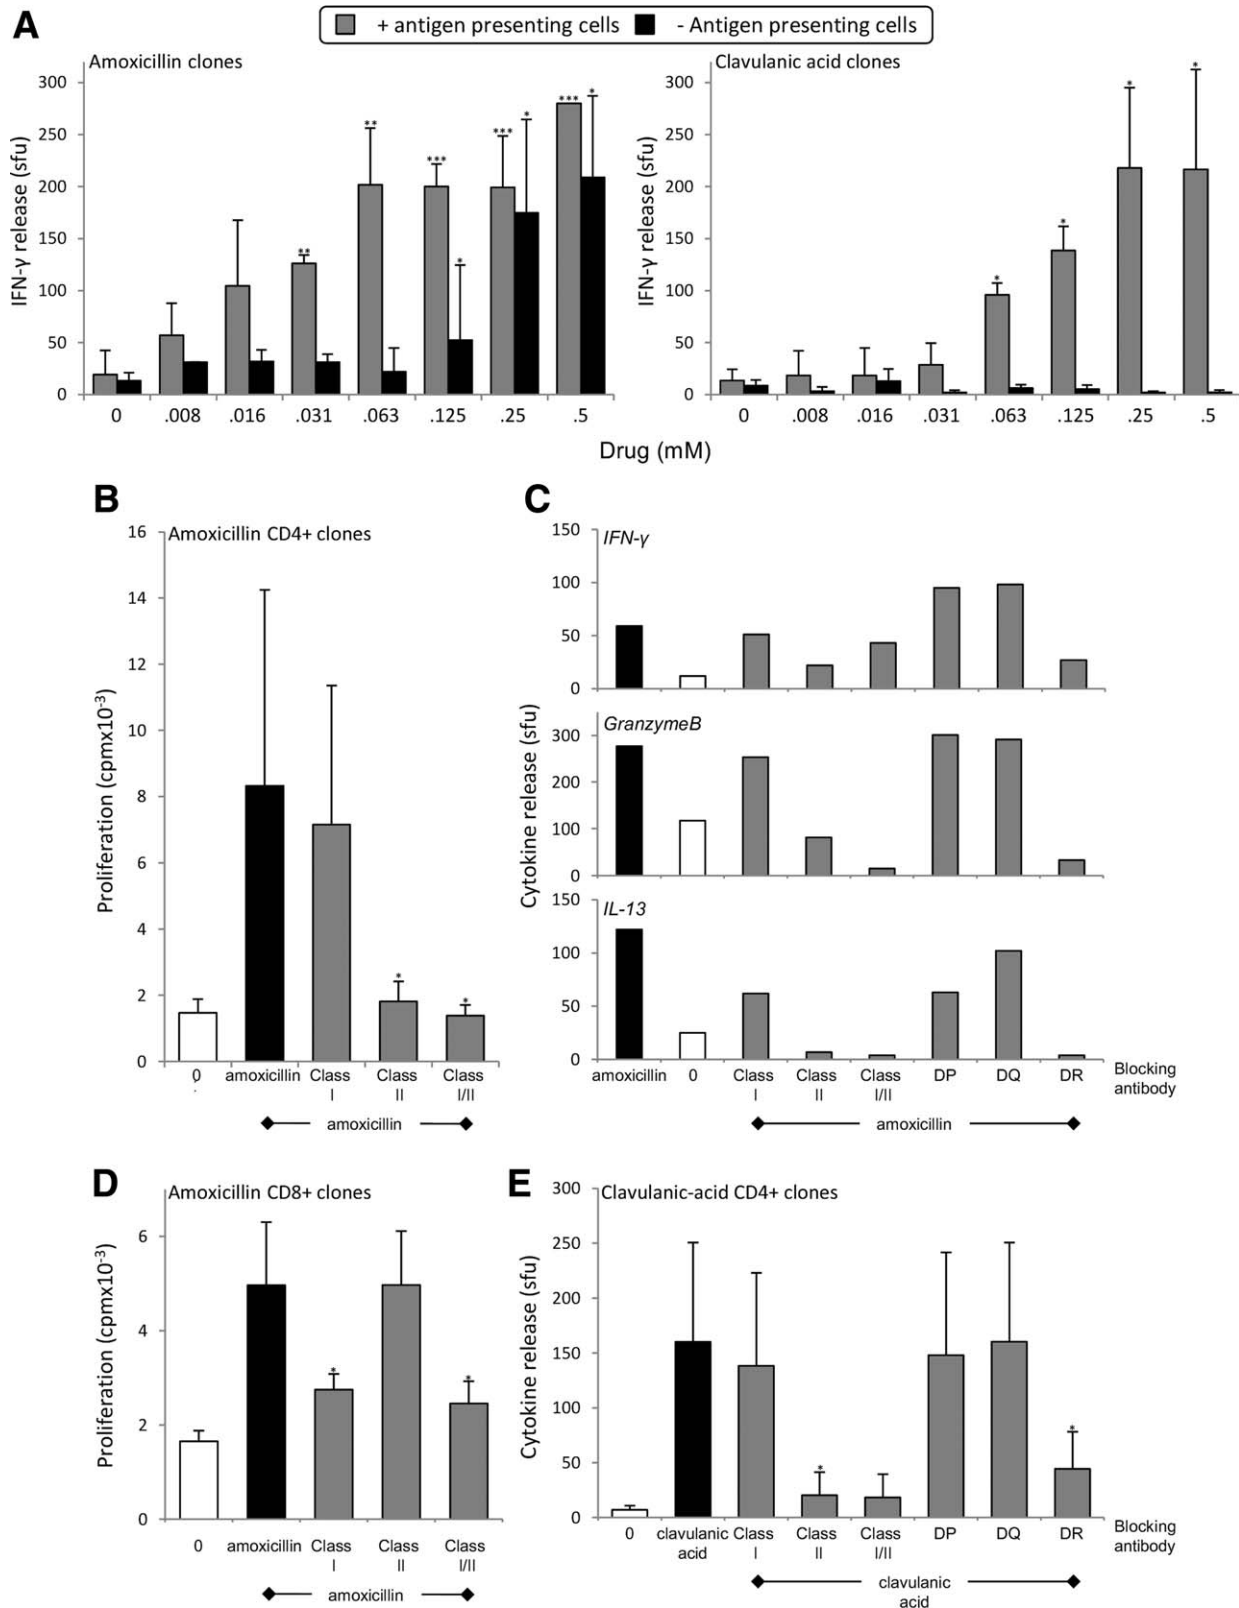 A
+ antigen presenting cells - Antigen presenting cells
Amoxicillin clones
IFN-γ release (sfu)
300
250
200
150
100
50
0
** ** *** *** * *** * *
0 .008 .016 .031 .063 .125 .25 .5
Clavulanic acid clones
IFN-γ release (sfu)
300
250
200
150
100
50
0
* * * *
0 .008 .016 .031 .063 .125 .25 .5
Drug (mM)
B
Amoxicillin CD4+ clones
Proliferation (cpmx10-3)
16
14
12
10
8
6
4
2
0
* *
0 amoxicillin Class Class Class
I II I/II
amoxicillin
C
Cytokine release (sfu)
IFN-γ
150
100
50
0
GranzymeB
300
200
100
0
IL-13
150
100
50
0
amoxicillin 0 Class Class Class DP DQ DR Blocking
I II I/II antibody
amoxicillin
D
Amoxicillin CD8+ clones
Proliferation (cpmx10-3)
6
4
2
0
* *
0 amoxicillin Class Class Class
I II I/II
amoxicillin
E
Clavulanic-acid CD4+ clones
Cytokine release (sfu)
300
250
200
150
100
50
0
* *
0 clavulanic Class Class Class DP DQ DR Blocking
acid I II I/II antibody
clavulanic
acid